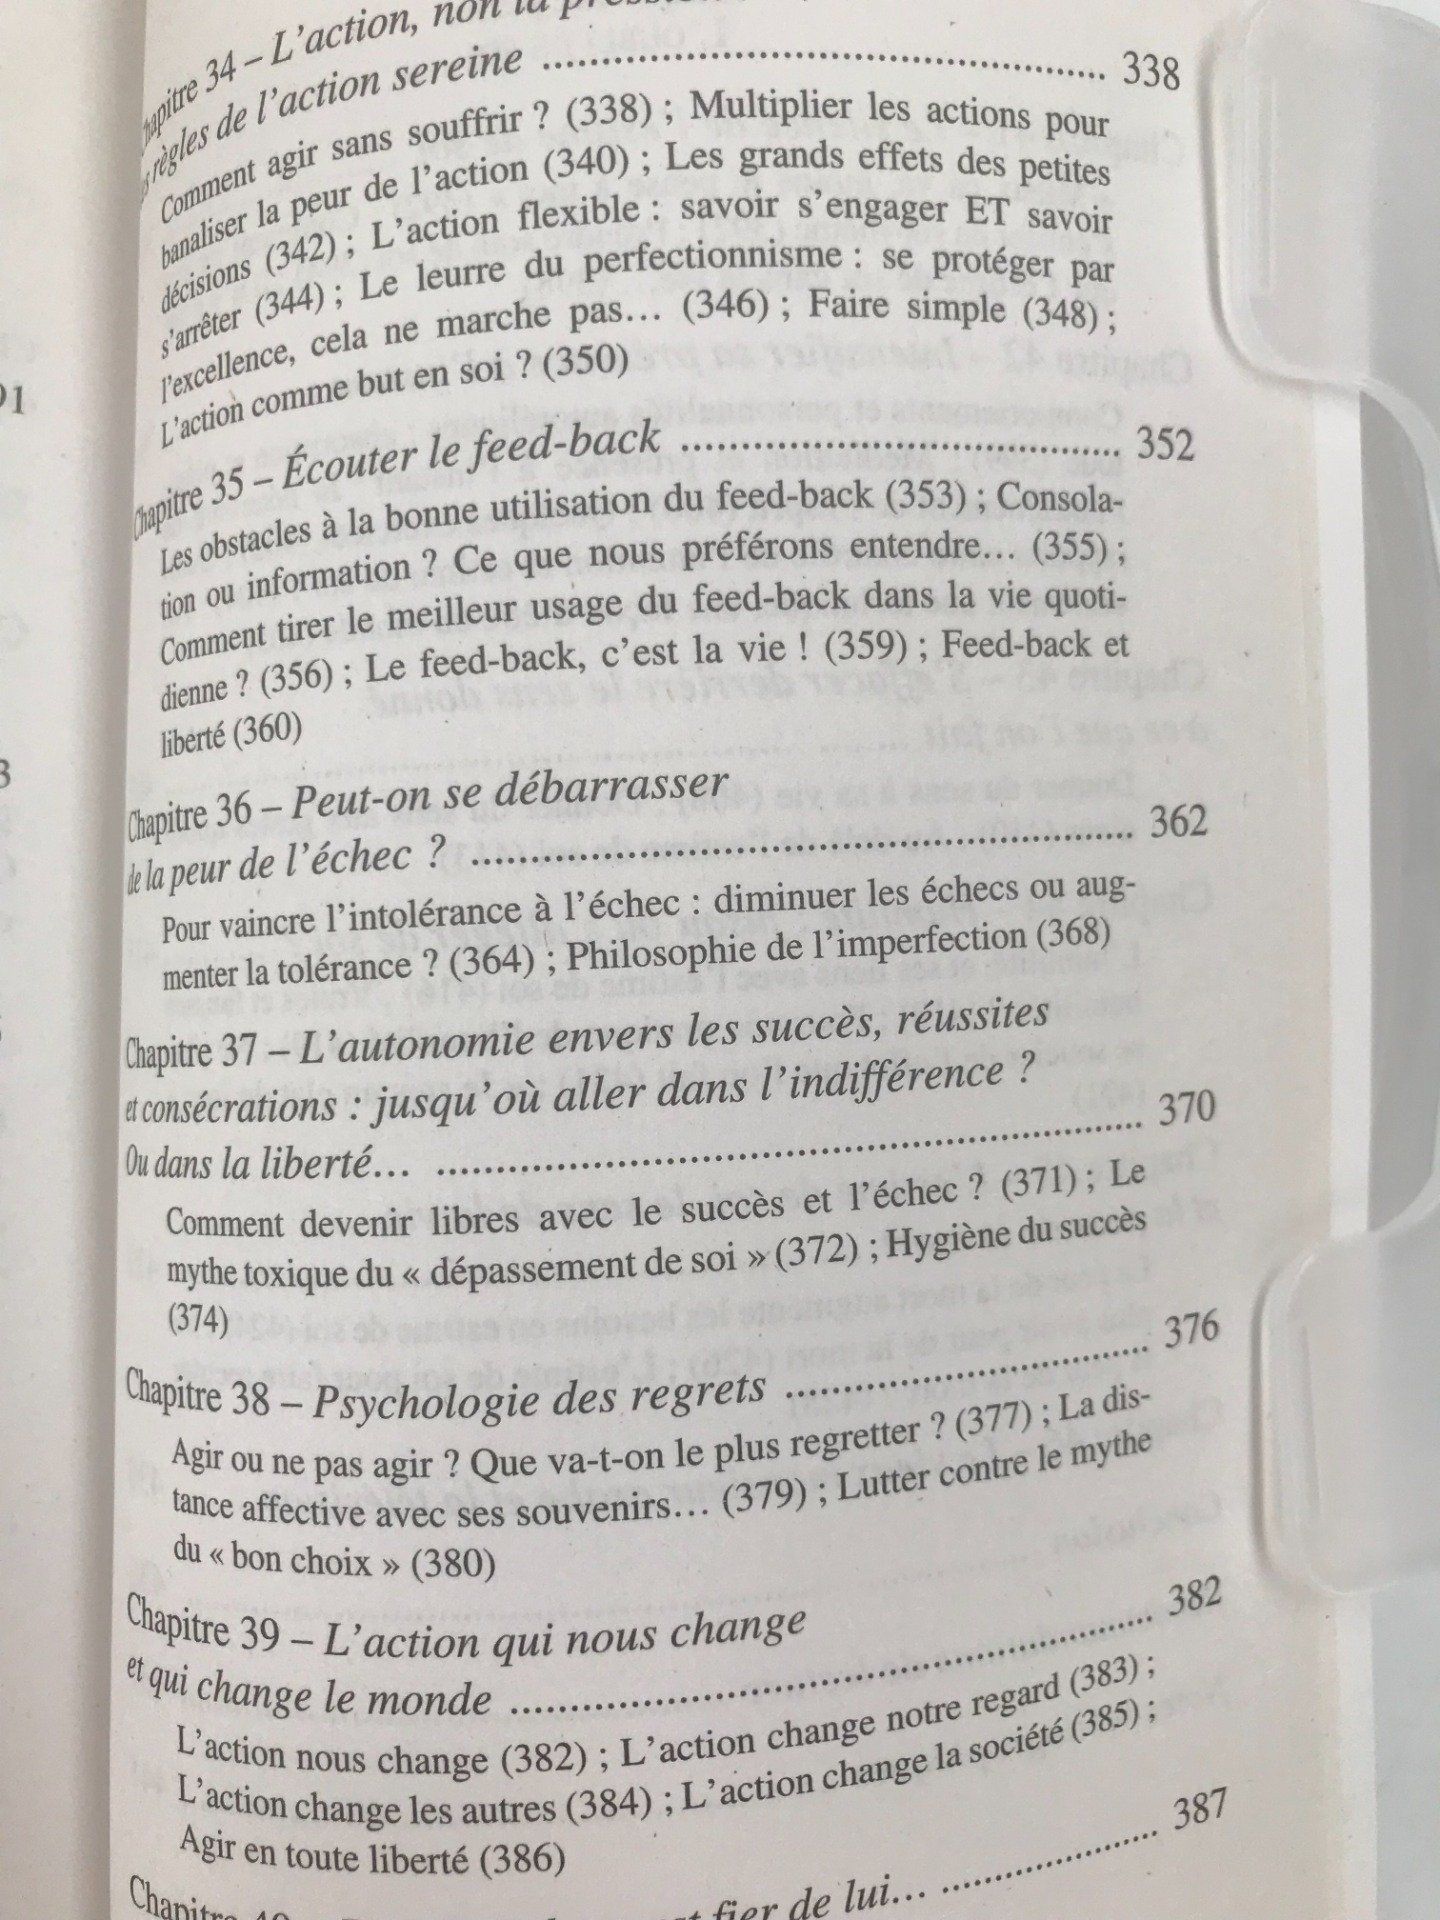 Chapitre 34 – L'action, non la
règles de l'action sereine ........................................ 338
Comment agir sans souffrir ? (338) ; Multiplier les actions pour
banaliser la peur de l'action (340) ; Les grands effets des petites
décisions (342) ; L'action flexible : savoir s'engager ET savoir
s'arrêter (344) ; Le leurre du perfectionnisme : se protéger par
l'excellence, cela ne marche pas… (346) ; Faire simple (348) ;
L'action comme but en soi ? (350)
Chapitre 35 – Écouter le feed-back ........................................ 352
Les obstacles à la bonne utilisation du feed-back (353) ; Consola-
tion ou information ? Ce que nous préférons entendre… (355) ;
Comment tirer le meilleur usage du feed-back dans la vie quoti-
dienne ? (356) ; Le feed-back, c'est la vie ! (359) ; Feed-back et
liberté (360)
Chapitre 36 – Peut-on se débarrasser
de la peur de l'échec ? ........................................ 362
Pour vaincre l'intolérance à l'échec : diminuer les échecs ou aug-
menter la tolérance ? (364) ; Philosophie de l'imperfection (368)
Chapitre 37 – L'autonomie envers les succès, réussites
et consécrations : jusqu'où aller dans l'indifférence ?
Ou dans la liberté… ........................................ 370
Comment devenir libres avec le succès et l'échec ? (371) ; Le
mythe toxique du « dépassement de soi » (372) ; Hygiène du succès
(374)
Chapitre 38 – Psychologie des regrets ........................................ 376
Agir ou ne pas agir ? Que va-t-on le plus regretter ? (377) ; La dis-
tance affective avec ses souvenirs… (379) ; Lutter contre le mythe
du « bon choix » (380)
Chapitre 39 – L'action qui nous change
et qui change le monde ........................................ 382
L'action nous change (382) ; L'action change notre regard (383) ;
L'action change les autres (384) ; L'action change la société (385) ;
Agir en toute liberté (386)
Chapitre fier de lui… ........................................ 387